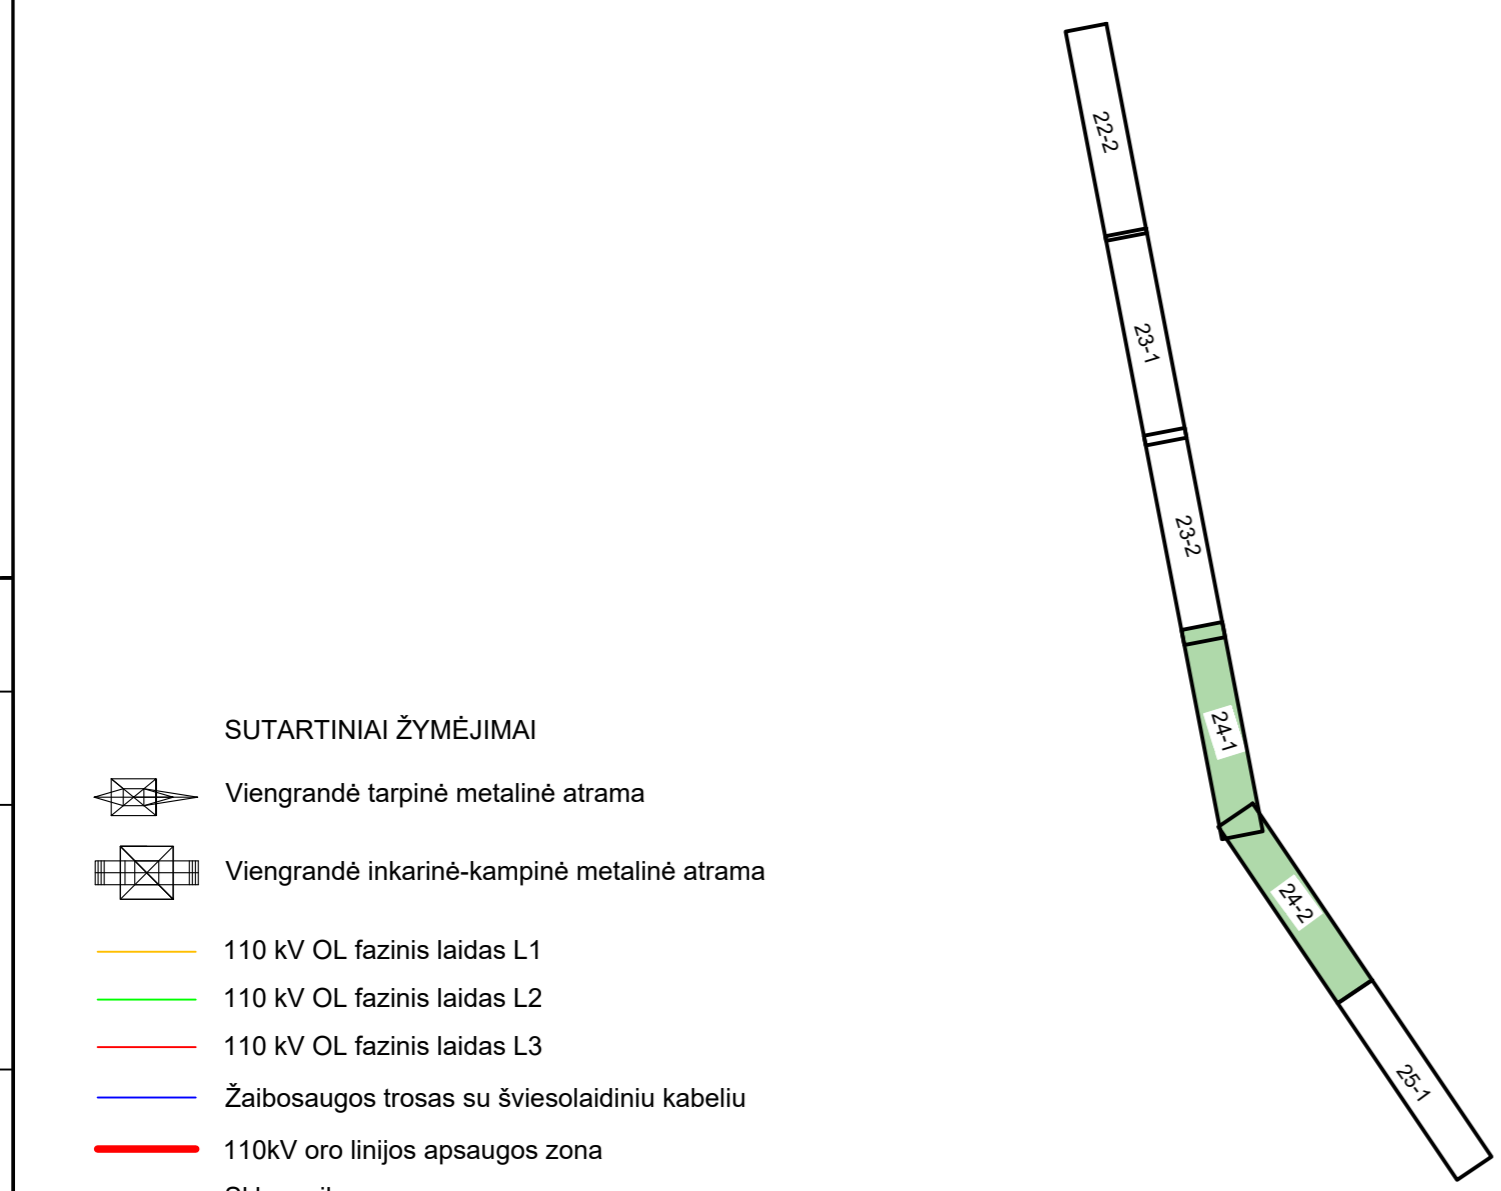 22-2
23-1
23-2
24-1
24-2
25-1
SUTARTINIAI ŽYMĖJIMAI
Viengrandė tarpinė metalinė atrama
Viengrandė inkarinė-kampinė metalinė atrama
110 kV OL fazinis laidas L1
110 kV OL fazinis laidas L2
110 kV OL fazinis laidas L3
Žaibosaugos trosas su šviesolaidiniu kabeliu
110kV oro linijos apsaugos zona